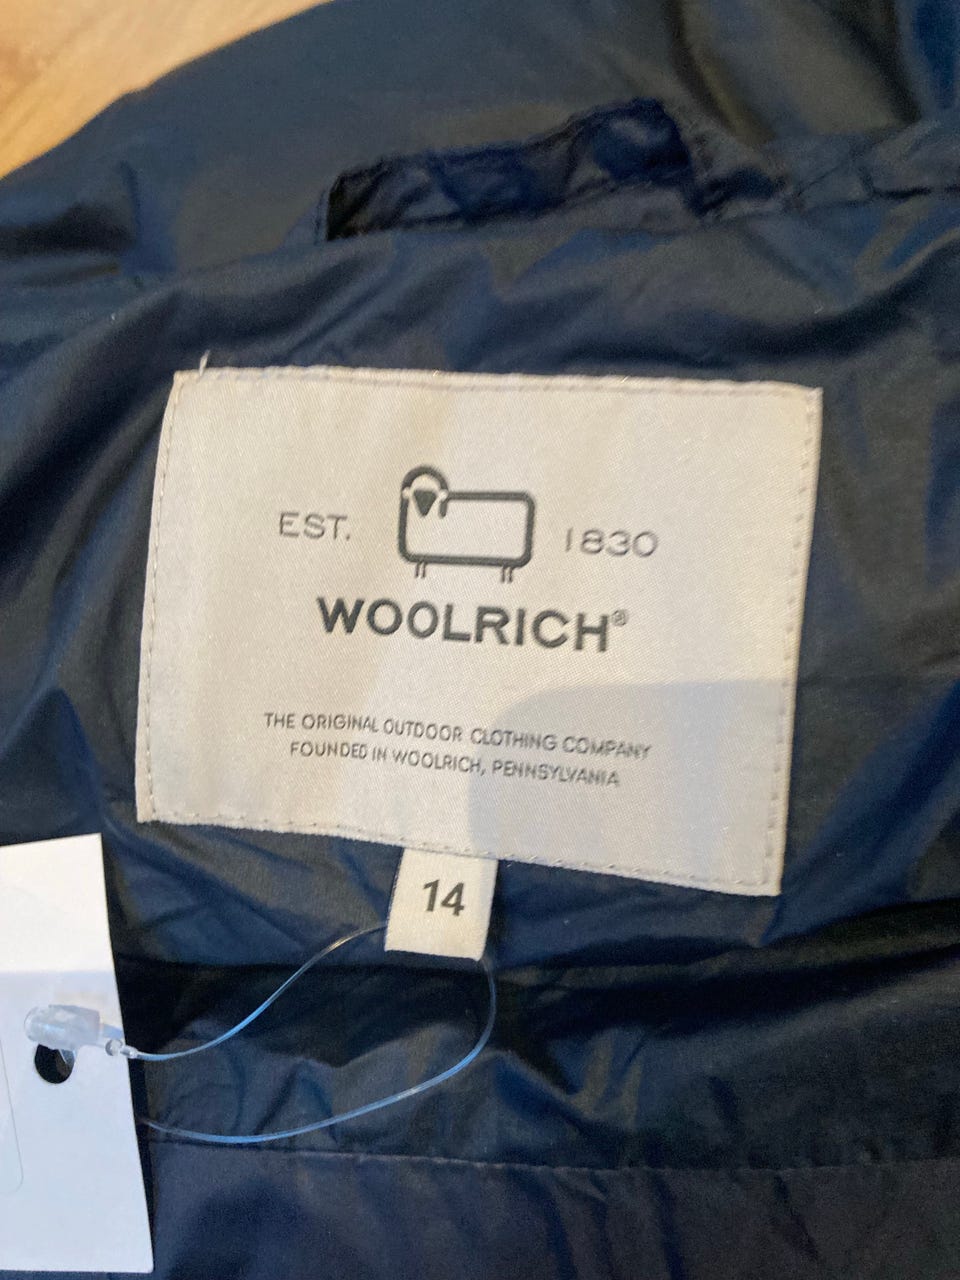 EST. 1830
WOOLRICH®
THE ORIGINAL OUTDOOR CLOTHING COMPANY
FOUNDED IN WOOLRICH, PENNSYLVANIA
14